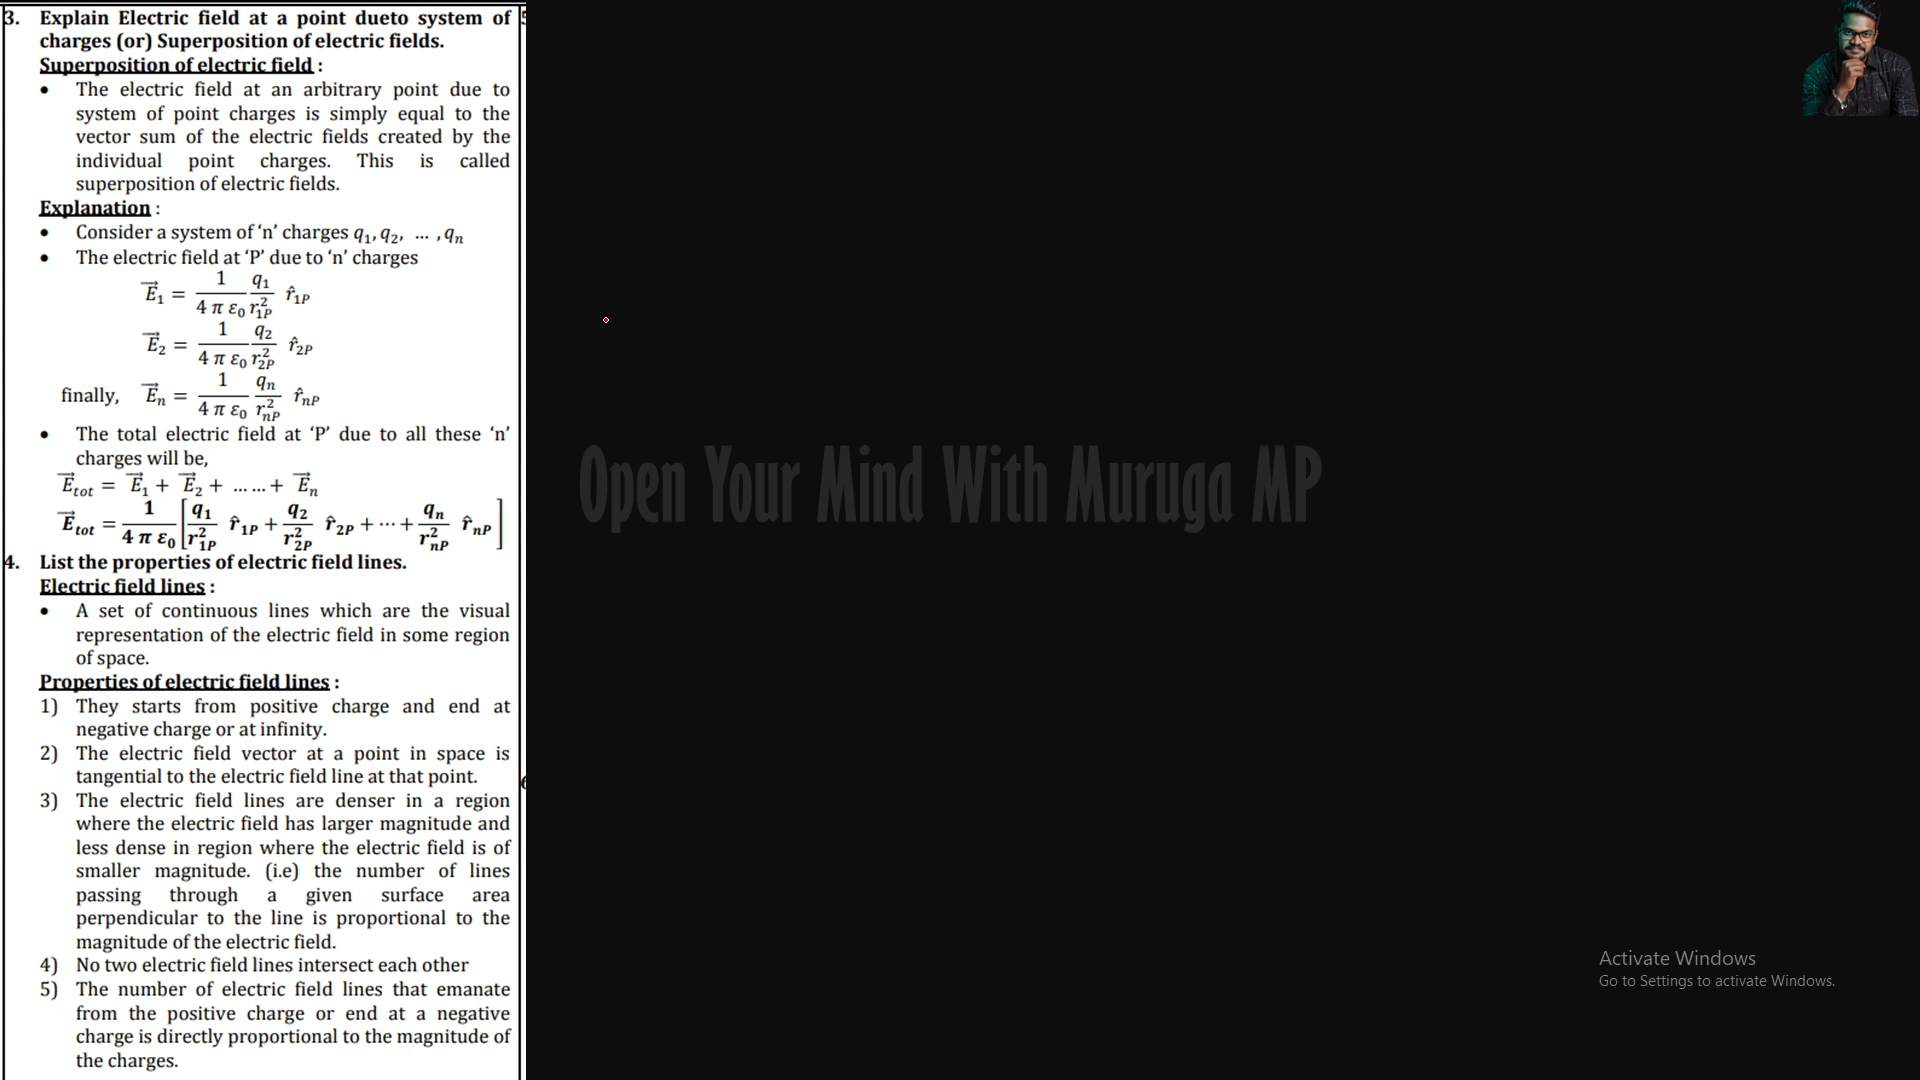 3. Explain Electric field at a point dueto system of
charges (or) Superposition of electric fields.
Superposition of electric field :
• The electric field at an arbitrary point due to
system of point charges is simply equal to the
vector sum of the electric fields created by the
individual point charges. This is called
superposition of electric fields.
Explanation :
• Consider a system of ‘n’ charges q₁, q₂, … , qₙ
• The electric field at ‘P’ due to ‘n’ charges
E⃗₁ = 1/(4 π ε₀) q₁/r²₁P r̂₁P
E⃗₂ = 1/(4 π ε₀) q₂/r²₂P r̂₂P
finally, E⃗ₙ = 1/(4 π ε₀) qₙ/r²ₙP r̂ₙP
• The total electric field at ‘P’ due to all these ‘n’
charges will be,
E⃗tot = E⃗₁ + E⃗₂ + … … + E⃗ₙ
E⃗tot = 1/(4 π ε₀) [q₁/r²₁P r̂₁P + q₂/r²₂P r̂₂P + ⋯ + qₙ/r²ₙP r̂ₙP]
4. List the properties of electric field lines.
Electric field lines :
• A set of continuous lines which are the visual
representation of the electric field in some region
of space.
Properties of electric field lines :
1) They starts from positive charge and end at
negative charge or at infinity.
2) The electric field vector at a point in space is
tangential to the electric field line at that point.
3) The electric field lines are denser in a region
where the electric field has larger magnitude and
less dense in region where the electric field is of
smaller magnitude. (i.e) the number of lines
passing through a given surface area
perpendicular to the line is proportional to the
magnitude of the electric field.
4) No two electric field lines intersect each other
5) The number of electric field lines that emanate
from the positive charge or end at a negative
charge is directly proportional to the magnitude of
the charges.
Open Your Mind With Muruga MP
Activate Windows
Go to Settings to activate Windows.